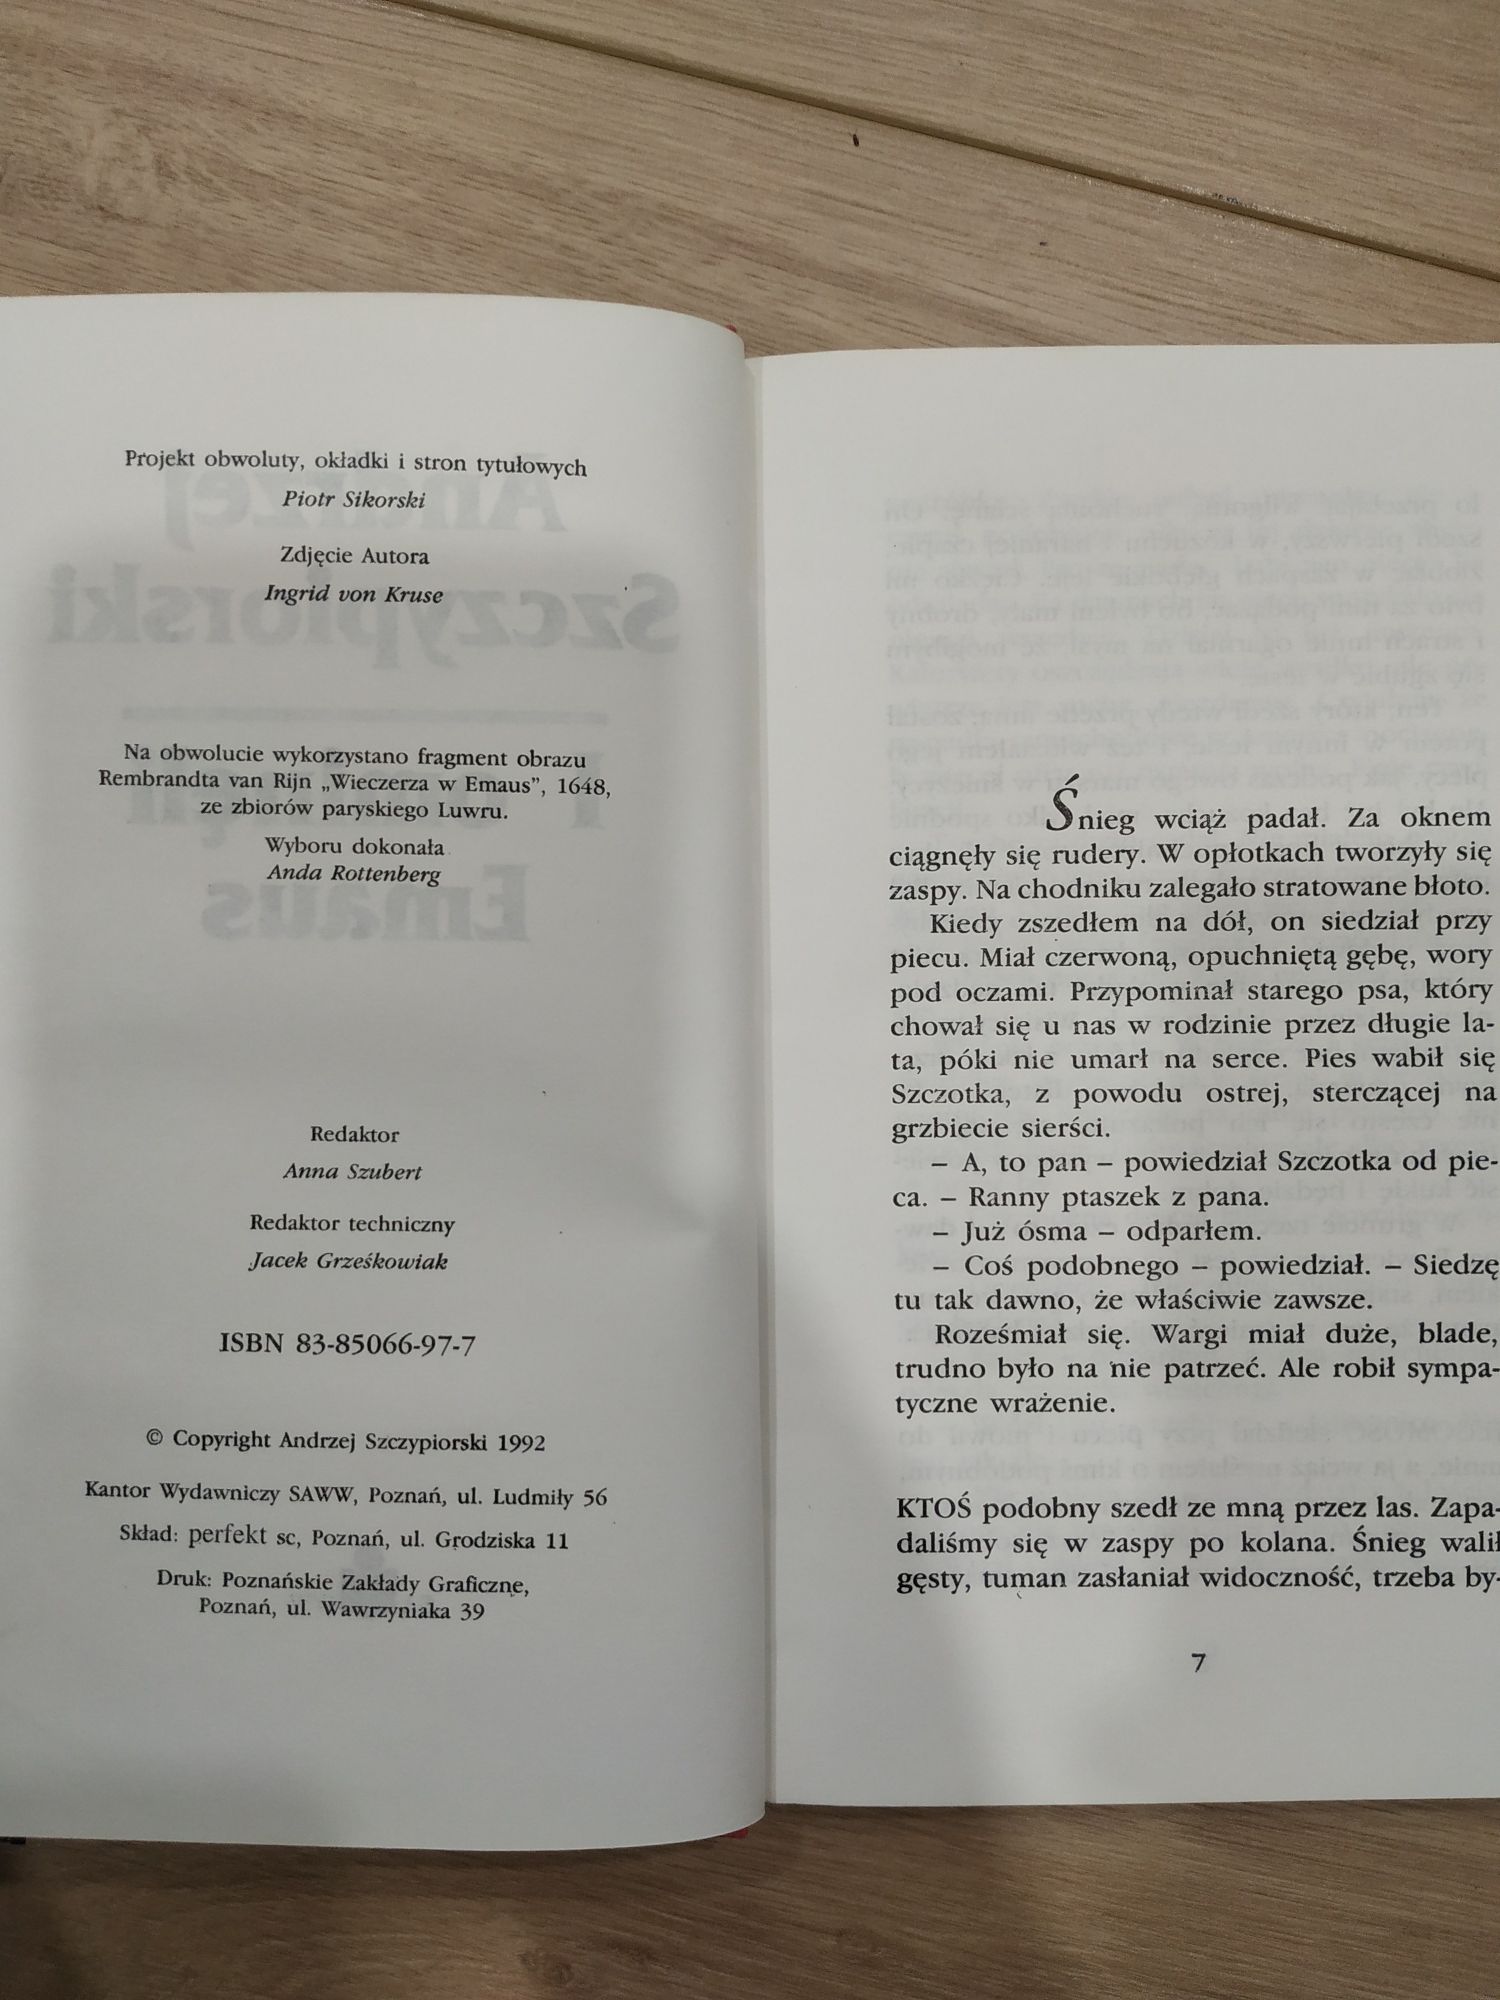 Projekt obwoluty, okładki i stron tytułowych
Piotr Sikorski
Zdjęcie Autora
Ingrid von Kruse
Na obwolucie wykorzystano fragment obrazu
Rembrandta van Rijn „Wieczerza w Emaus”, 1648,
ze zbiorów paryskiego Luwru.
Wyboru dokonała
Anda Rottenberg
Redaktor
Anna Szubert
Redaktor techniczny
Jacek Grześkowiak
ISBN 83-85066-97-7
© Copyright Andrzej Szczypiorski 1992
Kantor Wydawniczy SAWW, Poznań, ul. Ludmiły 56
Skład: perfekt sc, Poznań, ul. Grodziska 11
Druk: Poznańskie Zakłady Graficzne,
Poznań, ul. Wawrzyniaka 39
Śnieg wciąż padał. Za oknem
ciągnęły się rudery. W opłotkach tworzyły się
zaspy. Na chodniku zalegało stratowane błoto.
Kiedy zszedłem na dół, on siedział przy
piecu. Miał czerwoną, opuchniętą gębę, wory
pod oczami. Przypominał starego psa, który
chował się u nas w rodzinie przez długie la-
ta, póki nie umarł na serce. Pies wabił się
Szczotka, z powodu ostrej, sterczącej na
grzbiecie sierści.
– A, to pan – powiedział Szczotka od pie-
ca. – Ranny ptaszek z pana.
– Już ósma – odparłem.
– Coś podobnego – powiedział. – Siedzę
tu tak dawno, że właściwie zawsze.
Roześmiał się. Wargi miał duże, blade,
trudno było na nie patrzeć. Ale robił sympa-
tyczne wrażenie.
KTOŚ podobny szedł ze mną przez las. Zapa-
daliśmy się w zaspy po kolana. Śnieg walił
gęsty, tuman zasłaniał widoczność, trzeba by-
7